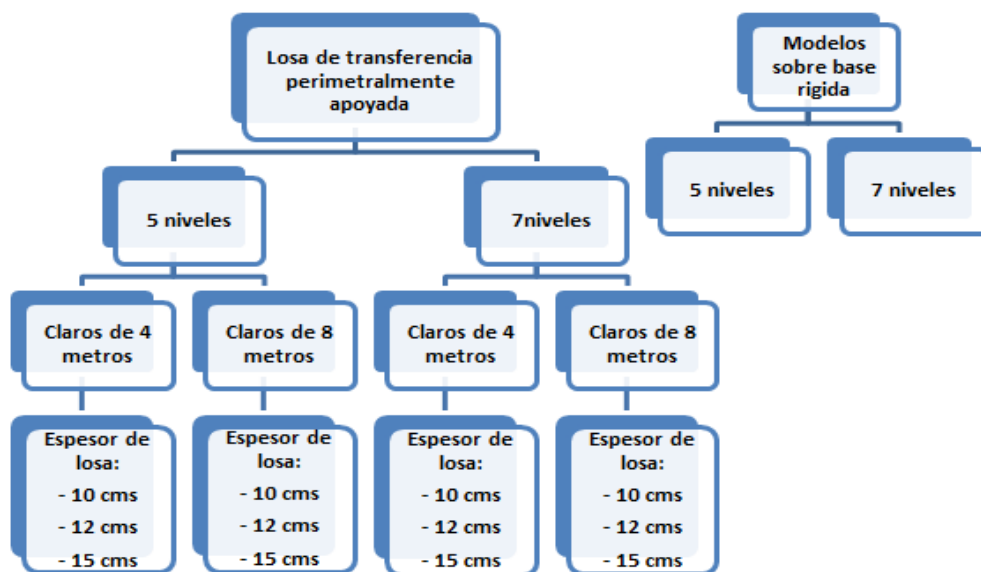 Losa de transferencia
perimetralmente
apoyada
Modelos
sobre base
rigida
5 niveles
7niveles
5 niveles
7 niveles
Claros de 4
metros
Claros de 8
metros
Claros de 4
metros
Claros de 8
metros
Espesor de
losa:
- 10 cms
- 12 cms
- 15 cms
Espesor de
losa:
- 10 cms
- 12 cms
- 15 cms
Espesor de
losa:
- 10 cms
- 12 cms
- 15 cms
Espesor de
losa:
- 10 cms
- 12 cms
- 15 cms